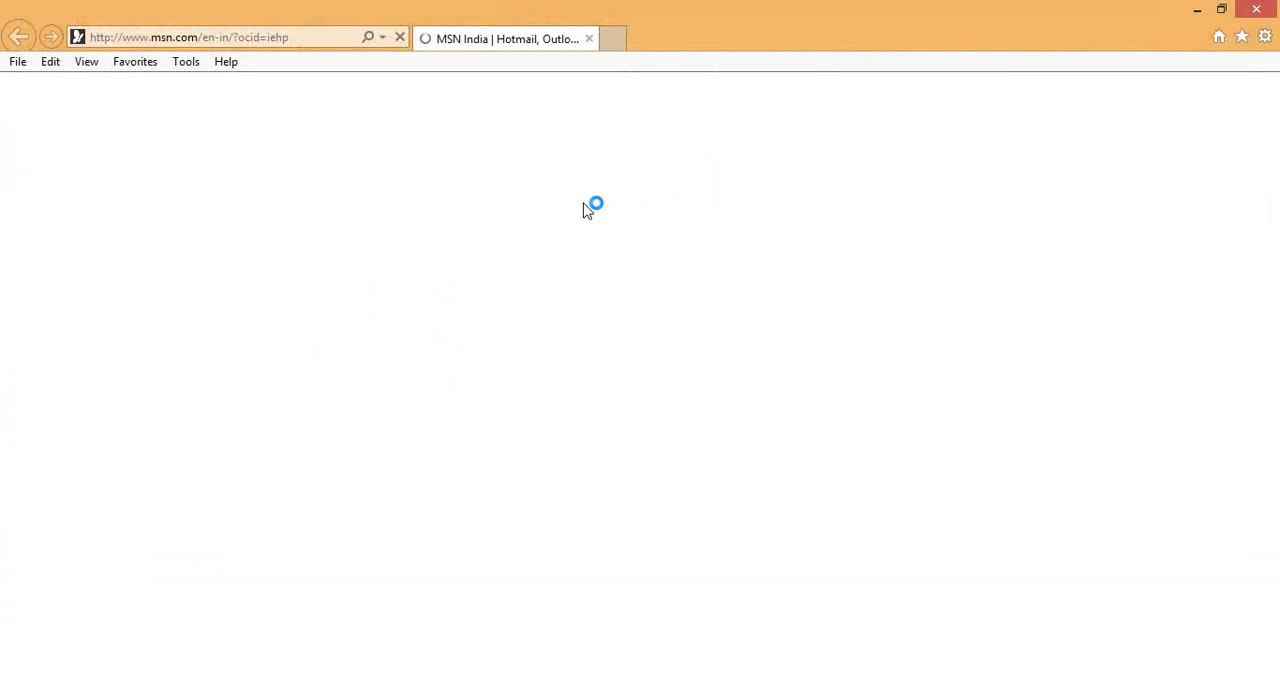 http://www.msn.com/en-in/?ocid=iehp
MSN India | Hotmail, Outlo...
File Edit View Favorites Tools Help